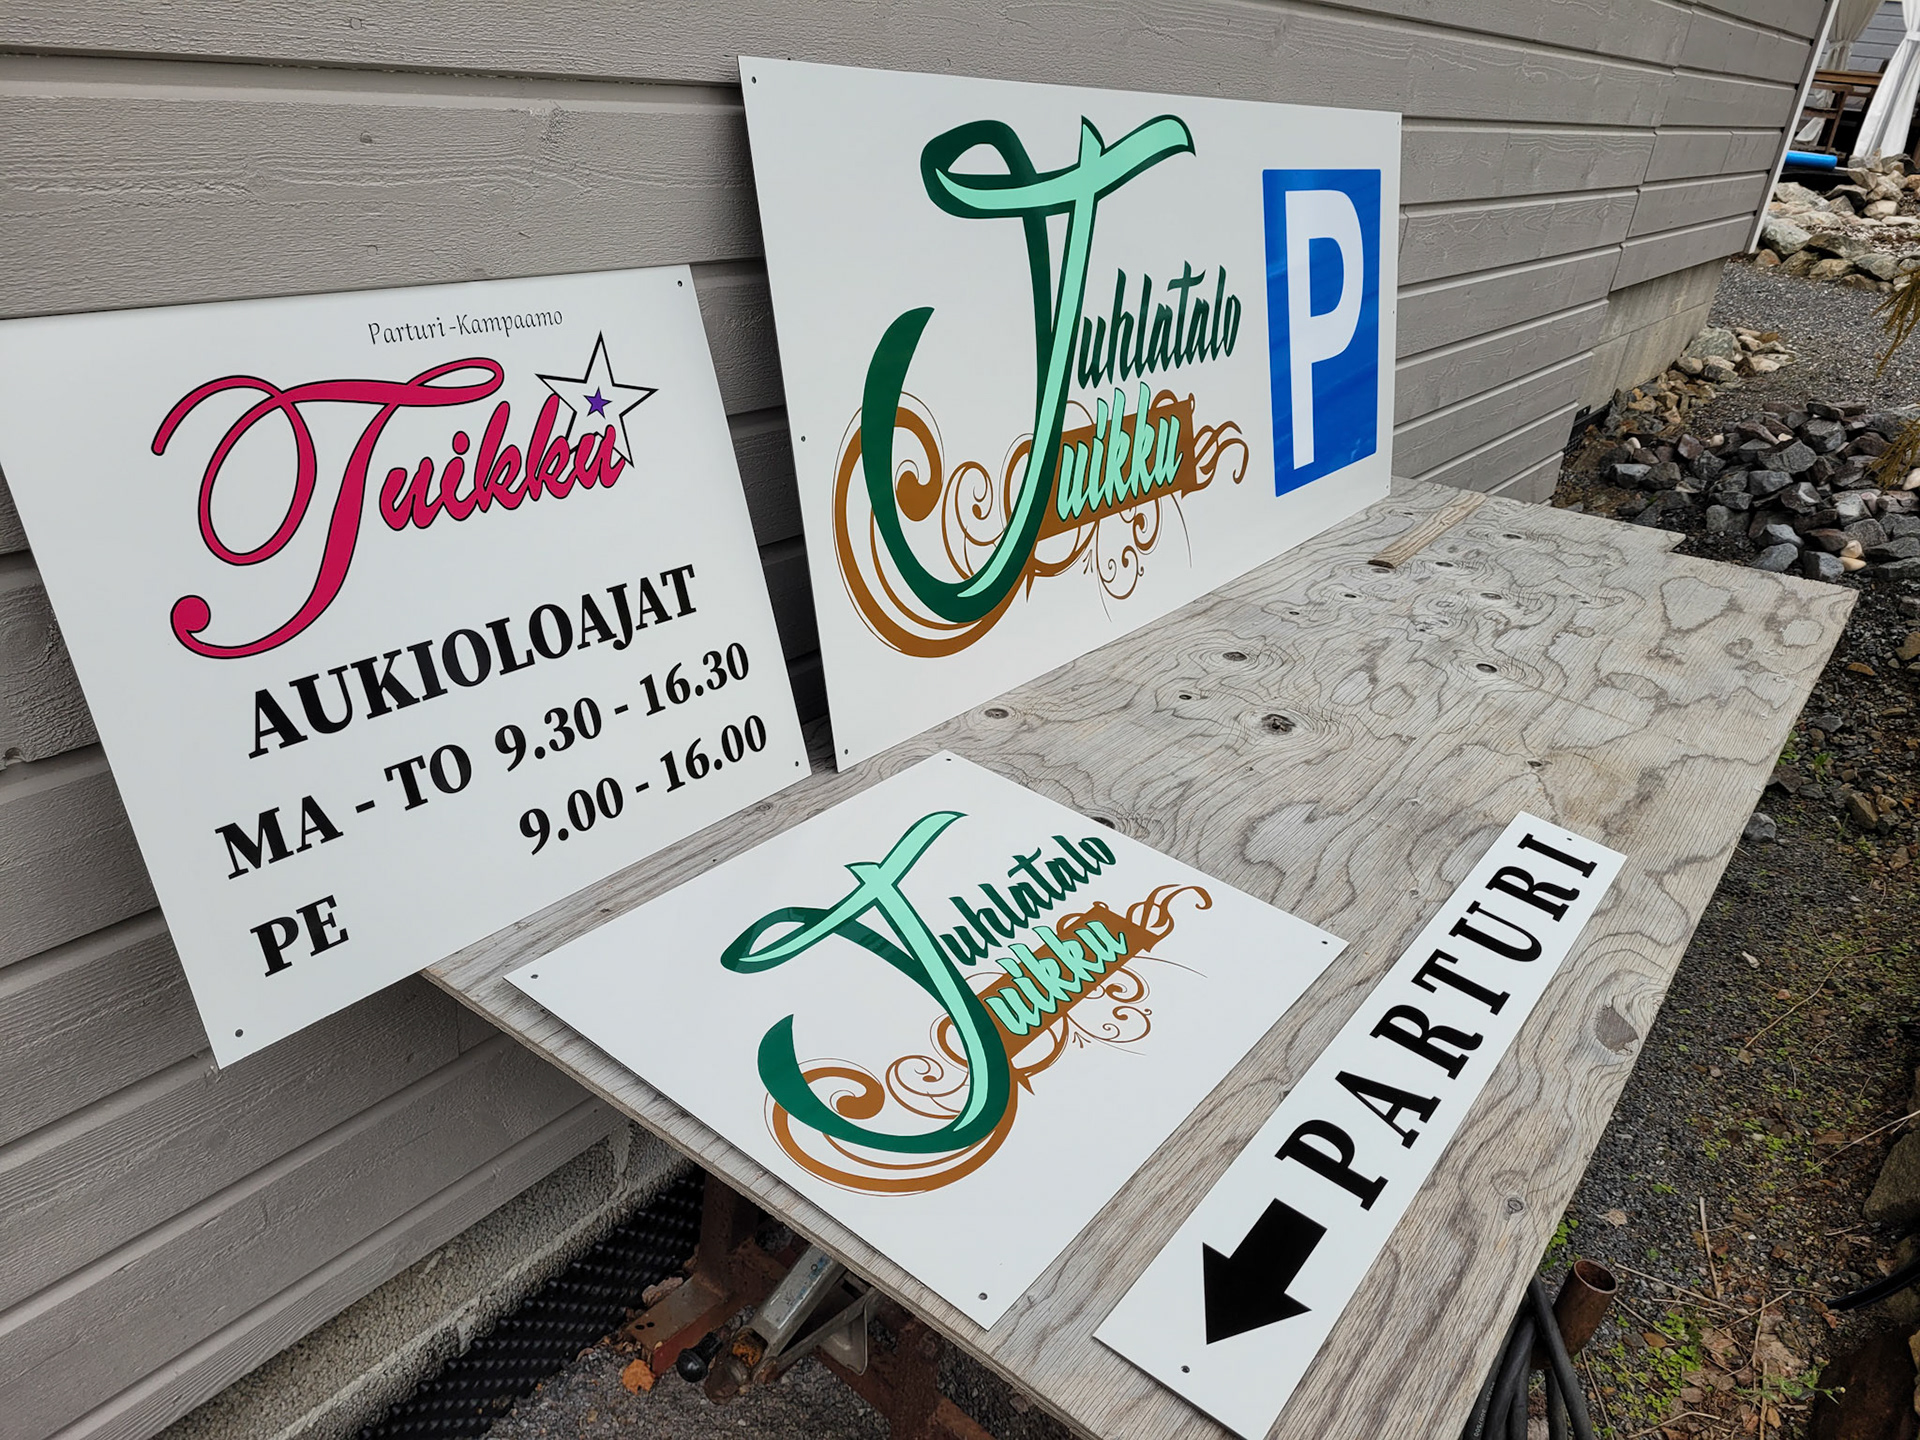 Parturi-Kampaamo
Tuikku
AUKIOLOAJAT
MA - TO 9.30 - 16.30
PE 9.00 - 16.00
Juhlatalo
Tuikku
P
Juhlatalo
Tuikku
PARTURI